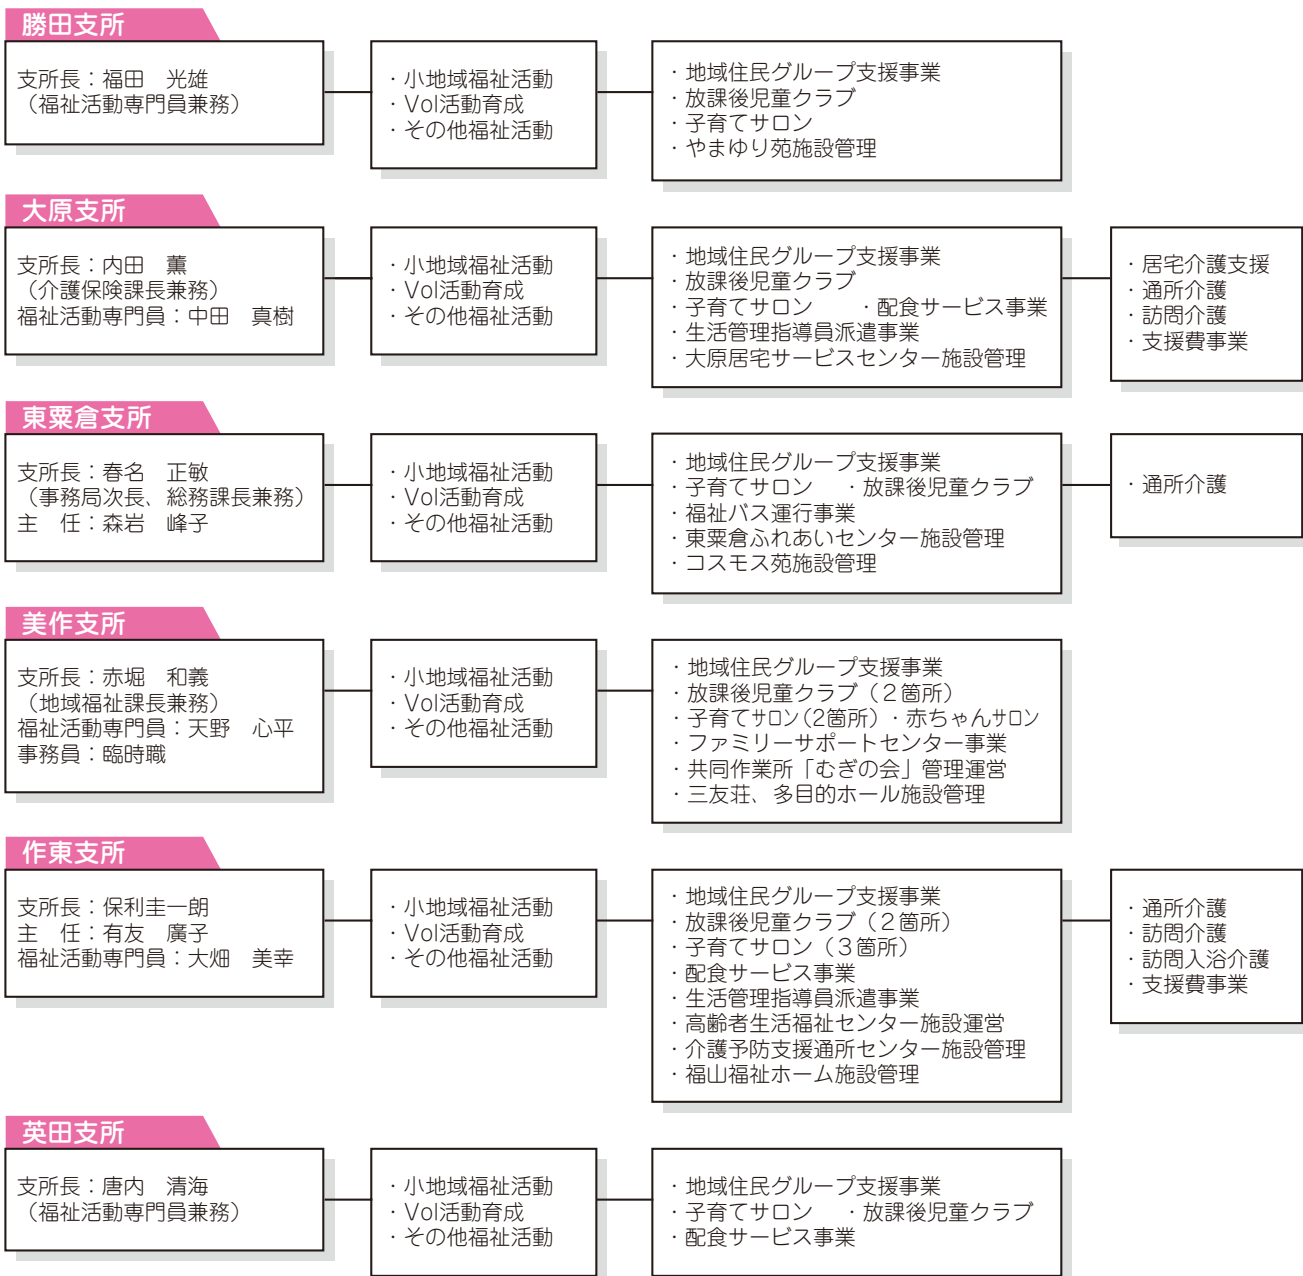 勝田支所
支所長：福田　光雄
（福祉活動専門員兼務）
・小地域福祉活動
・Vol活動育成
・その他福祉活動
・地域住民グループ支援事業
・放課後児童クラブ
・子育てサロン
・やまゆり苑施設管理
大原支所
支所長：内田　薫
（介護保険課長兼務）
福祉活動専門員：中田　真樹
・小地域福祉活動
・Vol活動育成
・その他福祉活動
・地域住民グループ支援事業
・放課後児童クラブ
・子育てサロン　　・配食サービス事業
・生活管理指導員派遣事業
・大原居宅サービスセンター施設管理
・居宅介護支援
・通所介護
・訪問介護
・支援費事業
東粟倉支所
支所長：春名　正敏
（事務局次長、総務課長兼務）
主　任：森岩　峰子
・小地域福祉活動
・Vol活動育成
・その他福祉活動
・地域住民グループ支援事業
・子育てサロン　・放課後児童クラブ
・福祉バス運行事業
・東粟倉ふれあいセンター施設管理
・コスモス苑施設管理
・通所介護
美作支所
支所長：赤堀　和義
（地域福祉課長兼務）
福祉活動専門員：天野　心平
事務員：臨時職
・小地域福祉活動
・Vol活動育成
・その他福祉活動
・地域住民グループ支援事業
・放課後児童クラブ（２箇所）
・子育てサロン（2箇所）・赤ちゃんサロン
・ファミリーサポートセンター事業
・共同作業所「むぎの会」管理運営
・三友荘、多目的ホール施設管理
作東支所
支所長：保利圭一朗
主　任：有友　廣子
福祉活動専門員：大畑　美幸
・小地域福祉活動
・Vol活動育成
・その他福祉活動
・地域住民グループ支援事業
・放課後児童クラブ（２箇所）
・子育てサロン（３箇所）
・配食サービス事業
・生活管理指導員派遣事業
・高齢者生活福祉センター施設運営
・介護予防支援通所センター施設管理
・福山福祉ホーム施設管理
・通所介護
・訪問介護
・訪問入浴介護
・支援費事業
英田支所
支所長：唐内　清海
（福祉活動専門員兼務）
・小地域福祉活動
・Vol活動育成
・その他福祉活動
・地域住民グループ支援事業
・子育てサロン　・放課後児童クラブ
・配食サービス事業